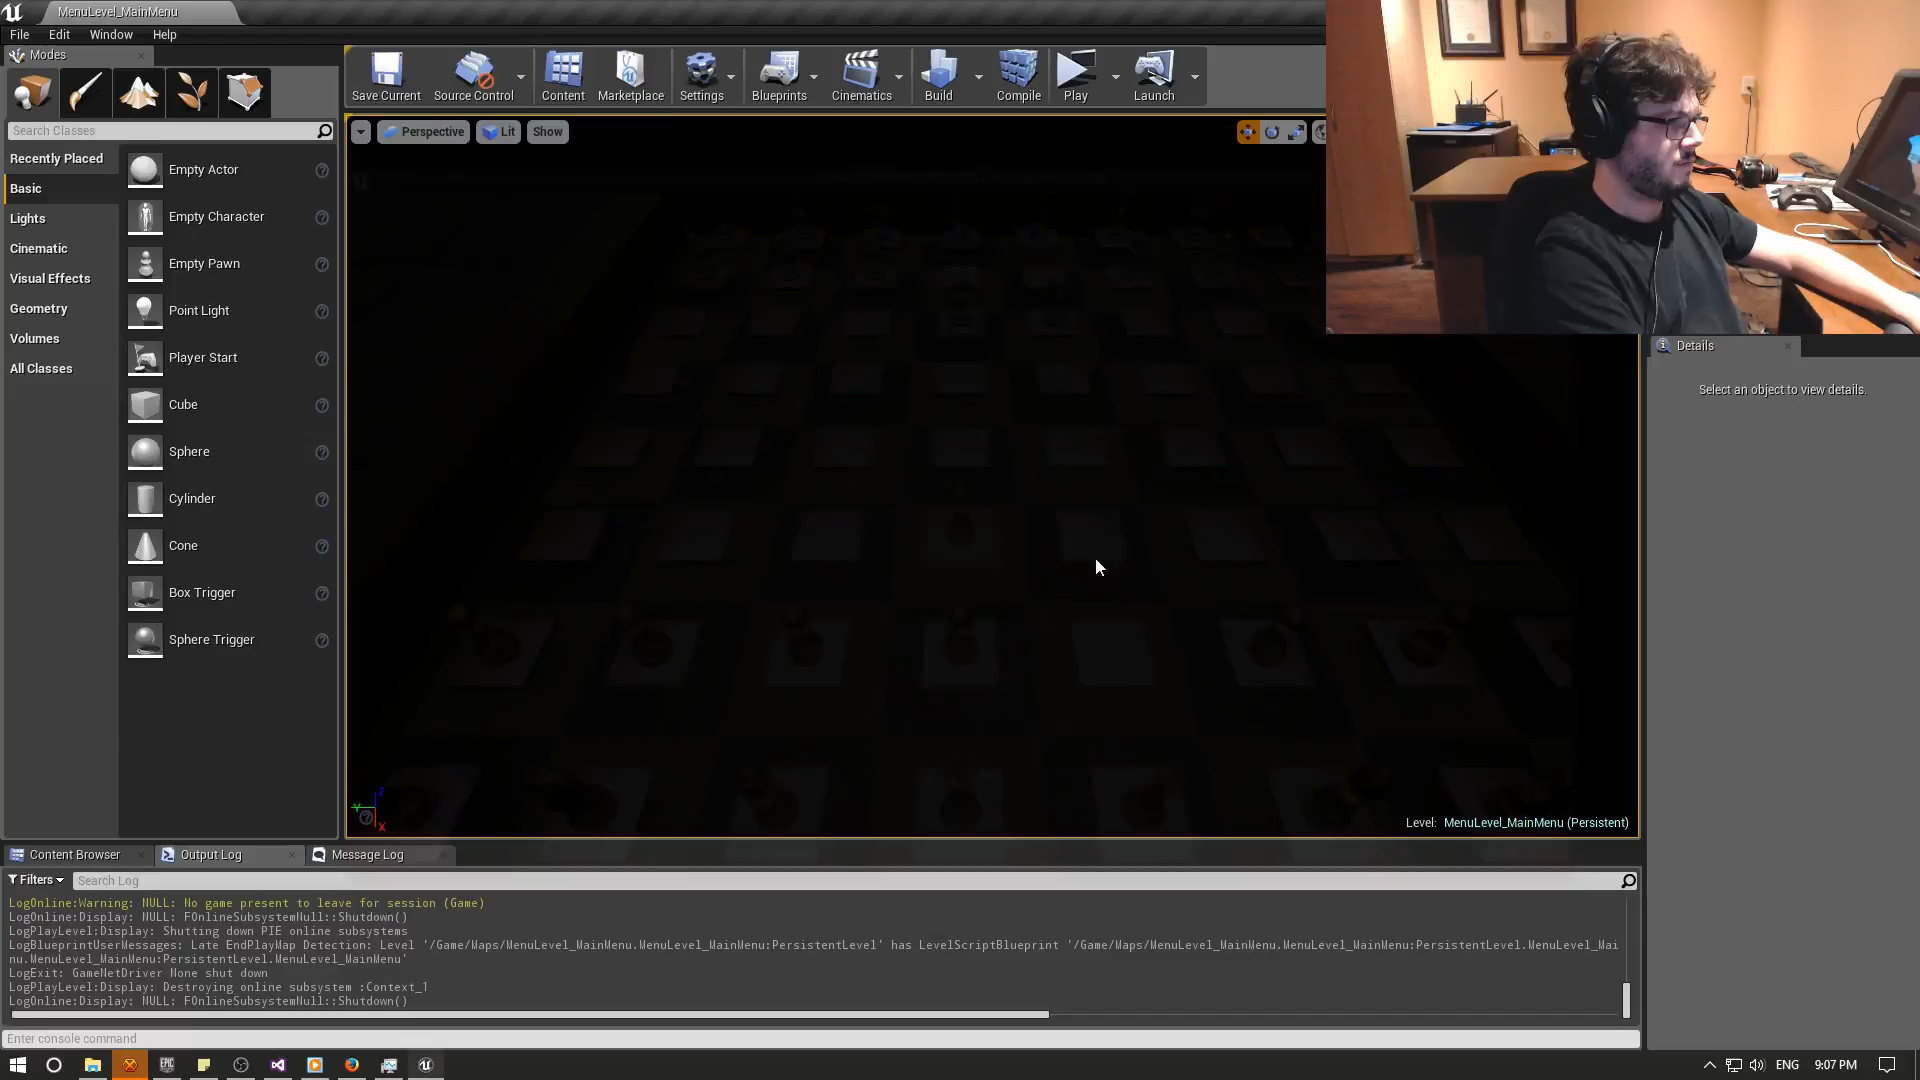 MenuLevel_MainMenu
File Edit Window Help
Modes
Save Current
Source Control
Content
Marketplace
Settings
Blueprints
Cinematics
Build
Compile
Play
Launch
Search Classes
Perspective
Lit
Show
Recently Placed
Basic
Lights
Cinematic
Visual Effects
Geometry
Volumes
All Classes
Empty Actor
Empty Character
Empty Pawn
Point Light
Player Start
Cube
Sphere
Cylinder
Cone
Box Trigger
Sphere Trigger
Details
Select an object to view details.
Z
Y
X
Level: MenuLevel_MainMenu (Persistent)
Content Browser
Output Log
Message Log
Filters
Search Log
LogOnline:Warning: NULL: No game present to leave for session (Game)
LogOnline:Display: NULL: FOnlineSubsystemNull::Shutdown()
LogPlayLevel:Display: Shutting down PIE online subsystems
LogBlueprintUserMessages: Late EndPlayMap Detection: Level '/Game/Maps/MenuLevel_MainMenu.MenuLevel_MainMenu:PersistentLevel' has LevelScriptBlueprint '/Game/Maps/MenuLevel_MainMenu.MenuLevel_MainMenu:PersistentLevel.MenuLevel_Mai
nu.MenuLevel_MainMenu:PersistentLevel.MenuLevel_MainMenu'
LogExit: GameNetDriver None shut down
LogPlayLevel:Display: Destroying online subsystem :Context_1
LogOnline:Display: NULL: FOnlineSubsystemNull::Shutdown()
Enter console command
EPIC
ENG
9:07 PM